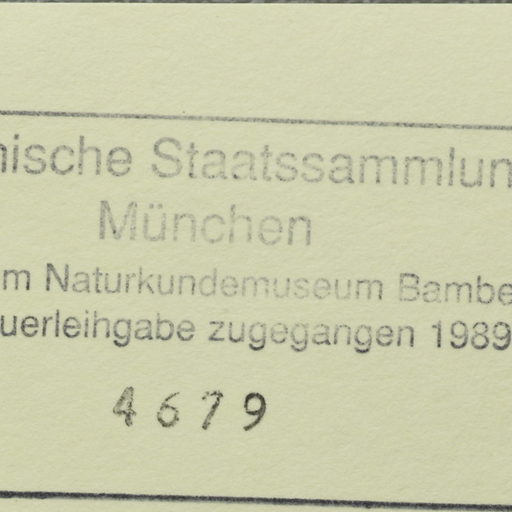 nische Staatssammlun
München
m Naturkundemuseum Bambe
uerleihgabe zugegangen 1989
4679